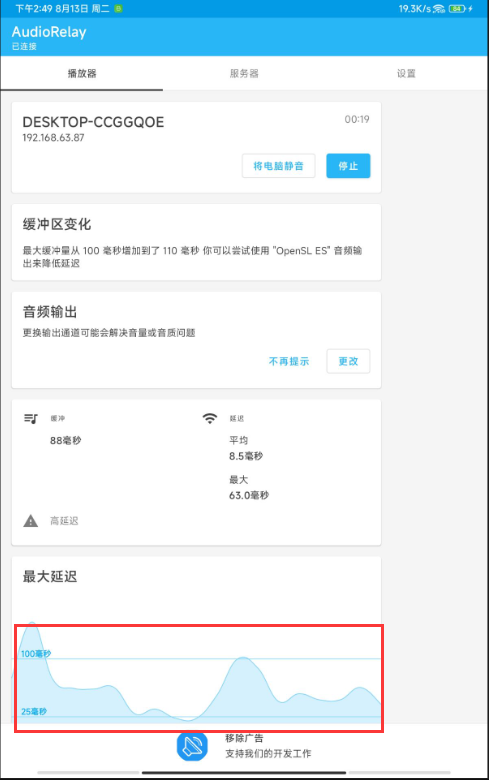 下午2:49 8月13日 周二
19.3K/s
84
AudioRelay
已连接
播放器
服务器
设置
DESKTOP-CCGGQOE
00:19
192.168.63.87
将电脑静音
停止
缓冲区变化
最大缓冲量从 100 毫秒增加到了 110 毫秒 你可以尝试使用 "OpenSL ES" 音频输
出来降低延迟
音频输出
更换输出通道可能会解决音量或音质问题
不再提示
更改
缓冲
延迟
88毫秒
平均
8.5毫秒
最大
63.0毫秒
高延迟
最大延迟
100毫秒
25毫秒
移除广告
支持我们的开发工作